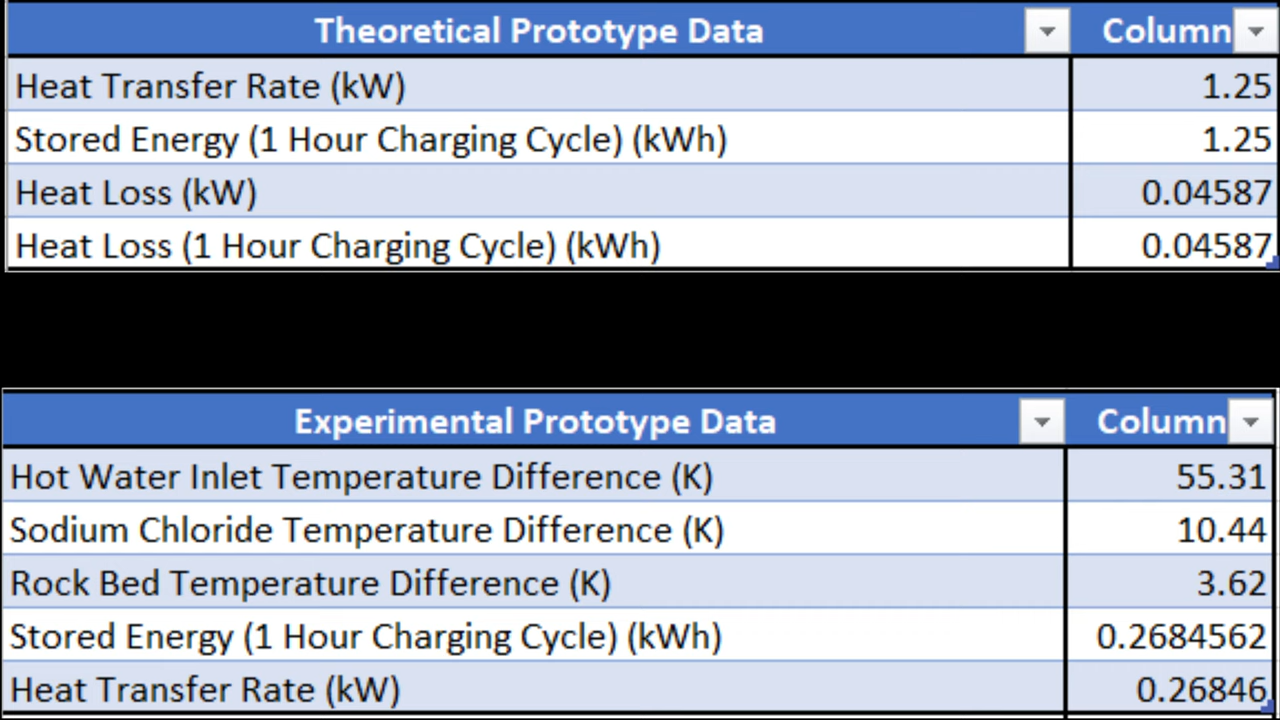 Theoretical Prototype Data Column
Heat Transfer Rate (kW) 1.25
Stored Energy (1 Hour Charging Cycle) (kWh) 1.25
Heat Loss (kW) 0.04587
Heat Loss (1 Hour Charging Cycle) (kWh) 0.04587
Experimental Prototype Data Column
Hot Water Inlet Temperature Difference (K) 55.31
Sodium Chloride Temperature Difference (K) 10.44
Rock Bed Temperature Difference (K) 3.62
Stored Energy (1 Hour Charging Cycle) (kWh) 0.2684562
Heat Transfer Rate (kW) 0.26846